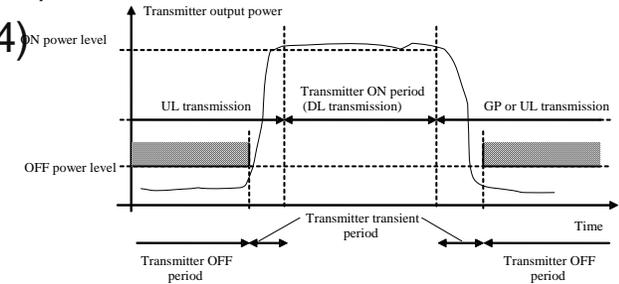 Transmitter output power
4)
ON power level
Transmitter ON period
(DL transmission)
UL transmission
GP or UL transmission
OFF power level
Transmitter transient
period
Time
Transmitter OFF
period
Transmitter OFF
period